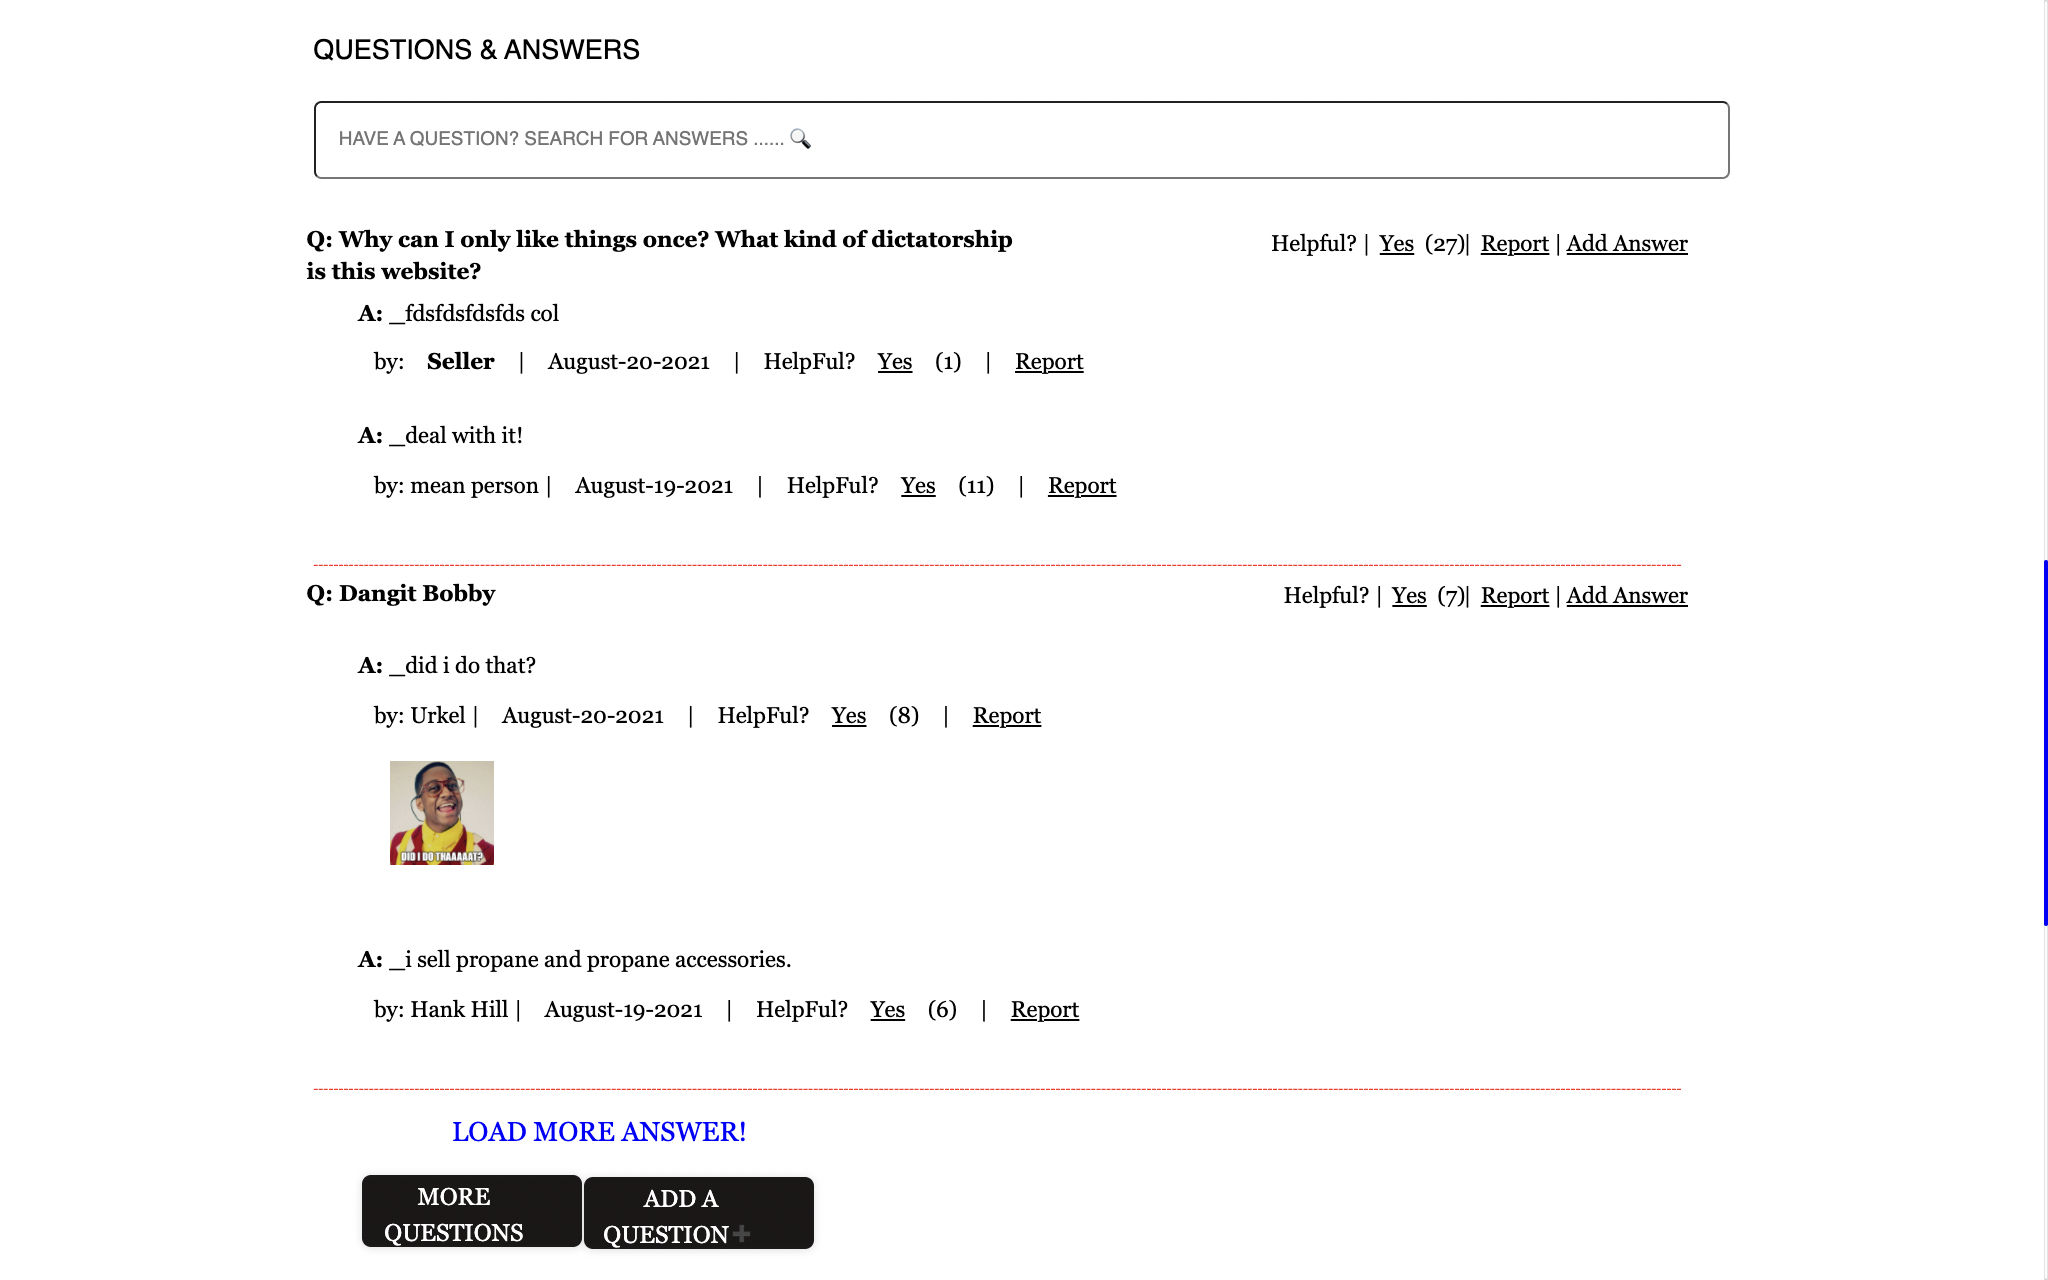 QUESTIONS & ANSWERS
HAVE A QUESTION? SEARCH FOR ANSWERS ...... 🔍
Q: Why can I only like things once? What kind of dictatorship
is this website?
Helpful? | Yes (27)| Report | Add Answer
A: _fdsfdsfdsfds col
by: Seller | August-20-2021 | HelpFul? Yes (1) | Report
A: _deal with it!
by: mean person | August-19-2021 | HelpFul? Yes (11) | Report
Q: Dangit Bobby
Helpful? | Yes (7)| Report | Add Answer
A: _did i do that?
by: Urkel | August-20-2021 | HelpFul? Yes (8) | Report
DID I DO THAAAAAT?
A: _i sell propane and propane accessories.
by: Hank Hill | August-19-2021 | HelpFul? Yes (6) | Report
LOAD MORE ANSWER!
MORE
QUESTIONS
ADD A
QUESTION➕